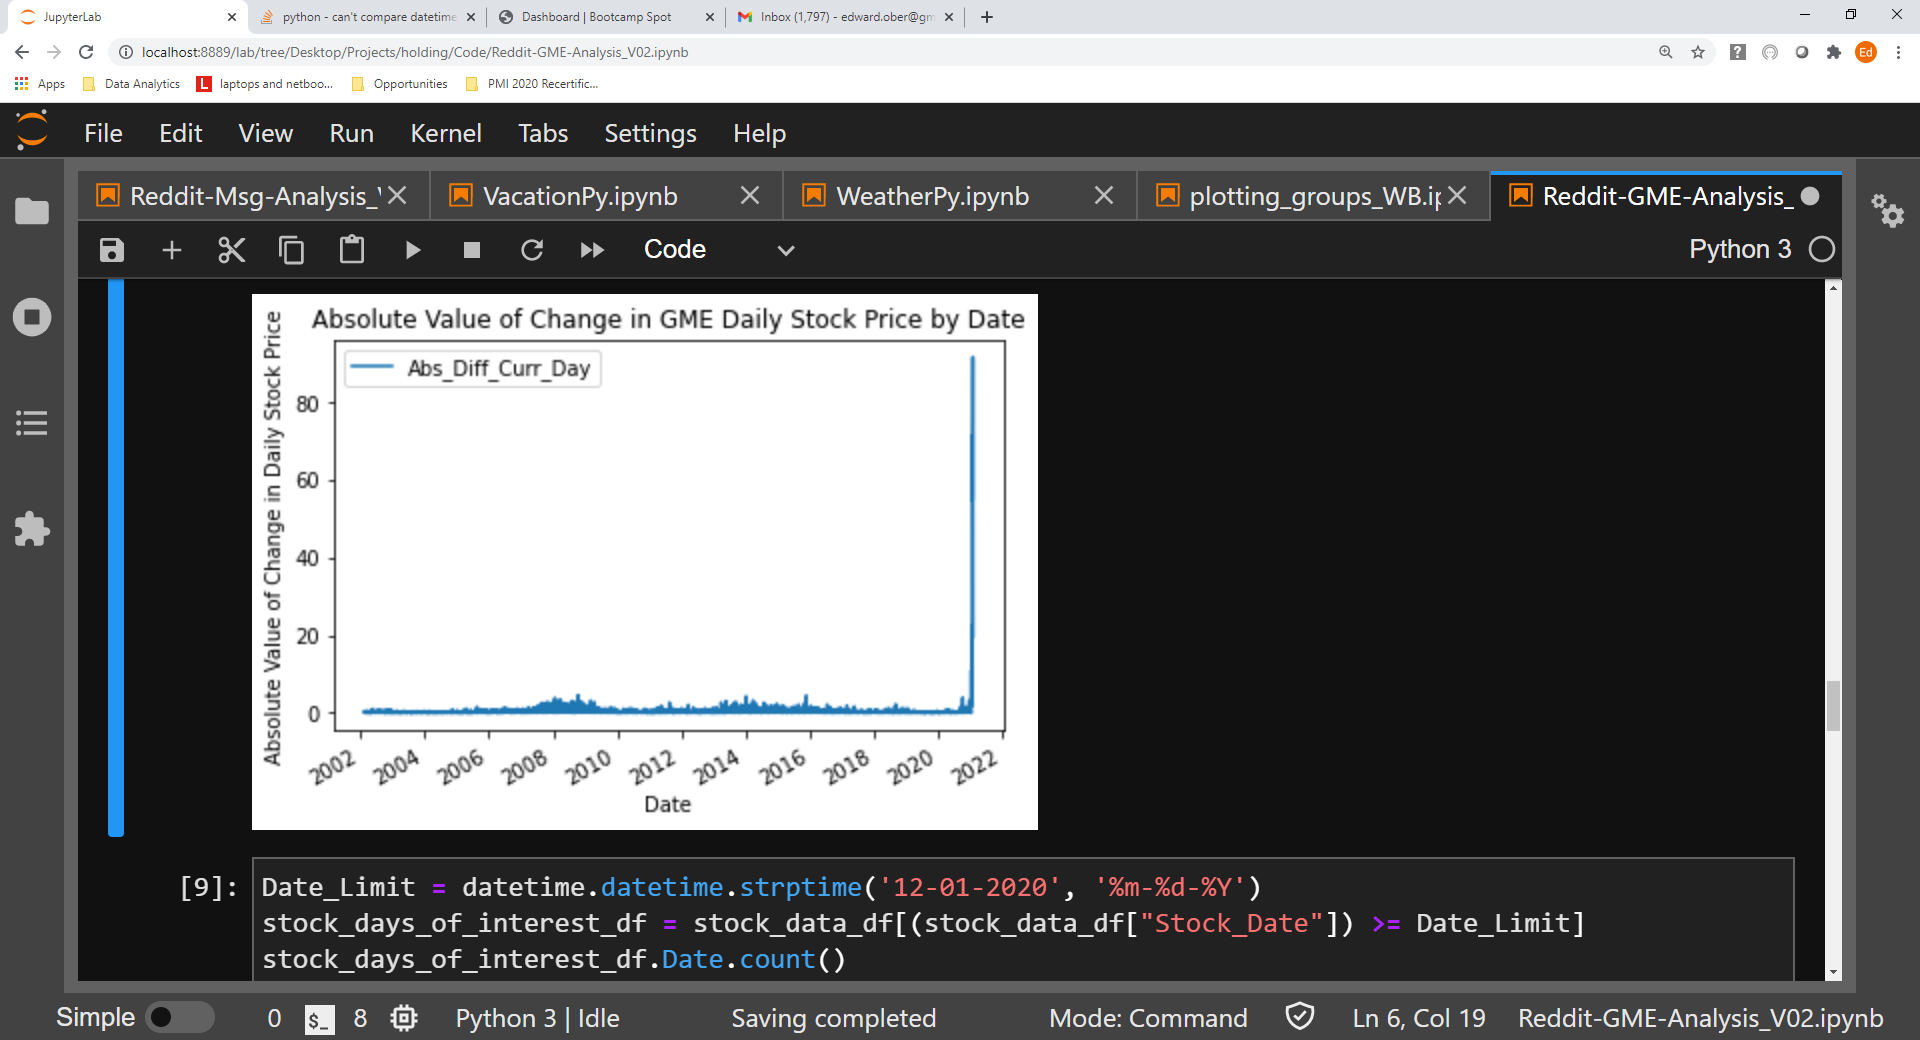 JupyterLab
python - can't compare datetime
Dashboard | Bootcamp Spot
Inbox (1,797) - edward.ober@gm
localhost:8889/lab/tree/Desktop/Projects/holding/Code/Reddit-GME-Analysis_V02.ipynb
Ed
Apps
Data Analytics
L laptops and netboo...
Opportunities
PMI 2020 Recertific...
File Edit View Run Kernel Tabs Settings Help
Reddit-Msg-Analysis_
VacationPy.ipynb
WeatherPy.ipynb
plotting_groups_WB.ip
Reddit-GME-Analysis_
Code
Python 3
Absolute Value of Change in GME Daily Stock Price by Date
Absolute Value of Change in Daily Stock Price
Abs_Diff_Curr_Day
80
60
40
20
0
2002 2004 2006 2008 2010 2012 2014 2016 2018 2020 2022
Date
[9]:
Date_Limit = datetime.datetime.strptime('12-01-2020', '%m-%d-%Y')
stock_days_of_interest_df = stock_data_df[(stock_data_df["Stock_Date"]) >= Date_Limit]
stock_days_of_interest_df.Date.count()
Simple 0 $_ 8 Python 3 | Idle Saving completed Mode: Command Ln 6, Col 19 Reddit-GME-Analysis_V02.ipynb